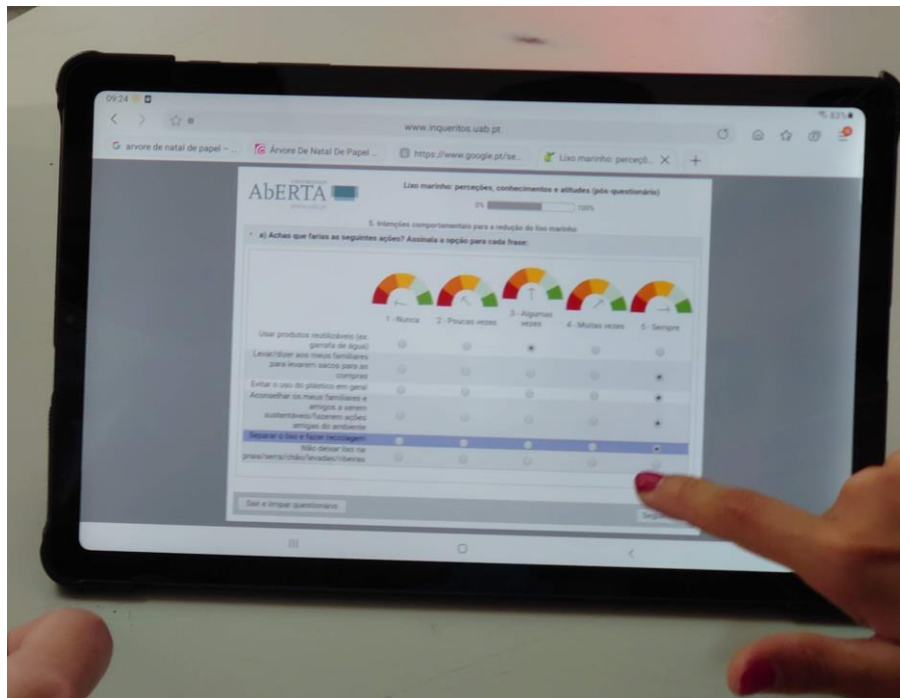 09:24
83%
www.inqueritos.uab.pt
arvore de natal de papel - ...
Árvore De Natal De Papel ...
https://www.google.pt/se...
Lixo marinho: perceçõ...
AbERTA
Lixo marinho: perceções, conhecimentos e atitudes (pós-questionário)
0%
100%
5. Intenções comportamentais para a redução do lixo marinho
* a) Achas que farias as seguintes ações? Assinala a opção para cada frase:
1 - Nunca
2 - Poucas vezes
3 - Algumas
vezes
4 - Muitas vezes
5 - Sempre
Usar produtos reutilizáveis (ex.
garrafa de água)
Levar/dizer aos meus familiares
para levarem sacos para as
compras
Evitar o uso do plástico em geral
Aconselhar os meus familiares e
amigos a serem
sustentáveis/fazerem ações
amigas do ambiente
Separar o lixo e fazer reciclagem
Não deixar lixo na
praia/serra/chão/levadas/ribeiras
Sair e limpar questionário